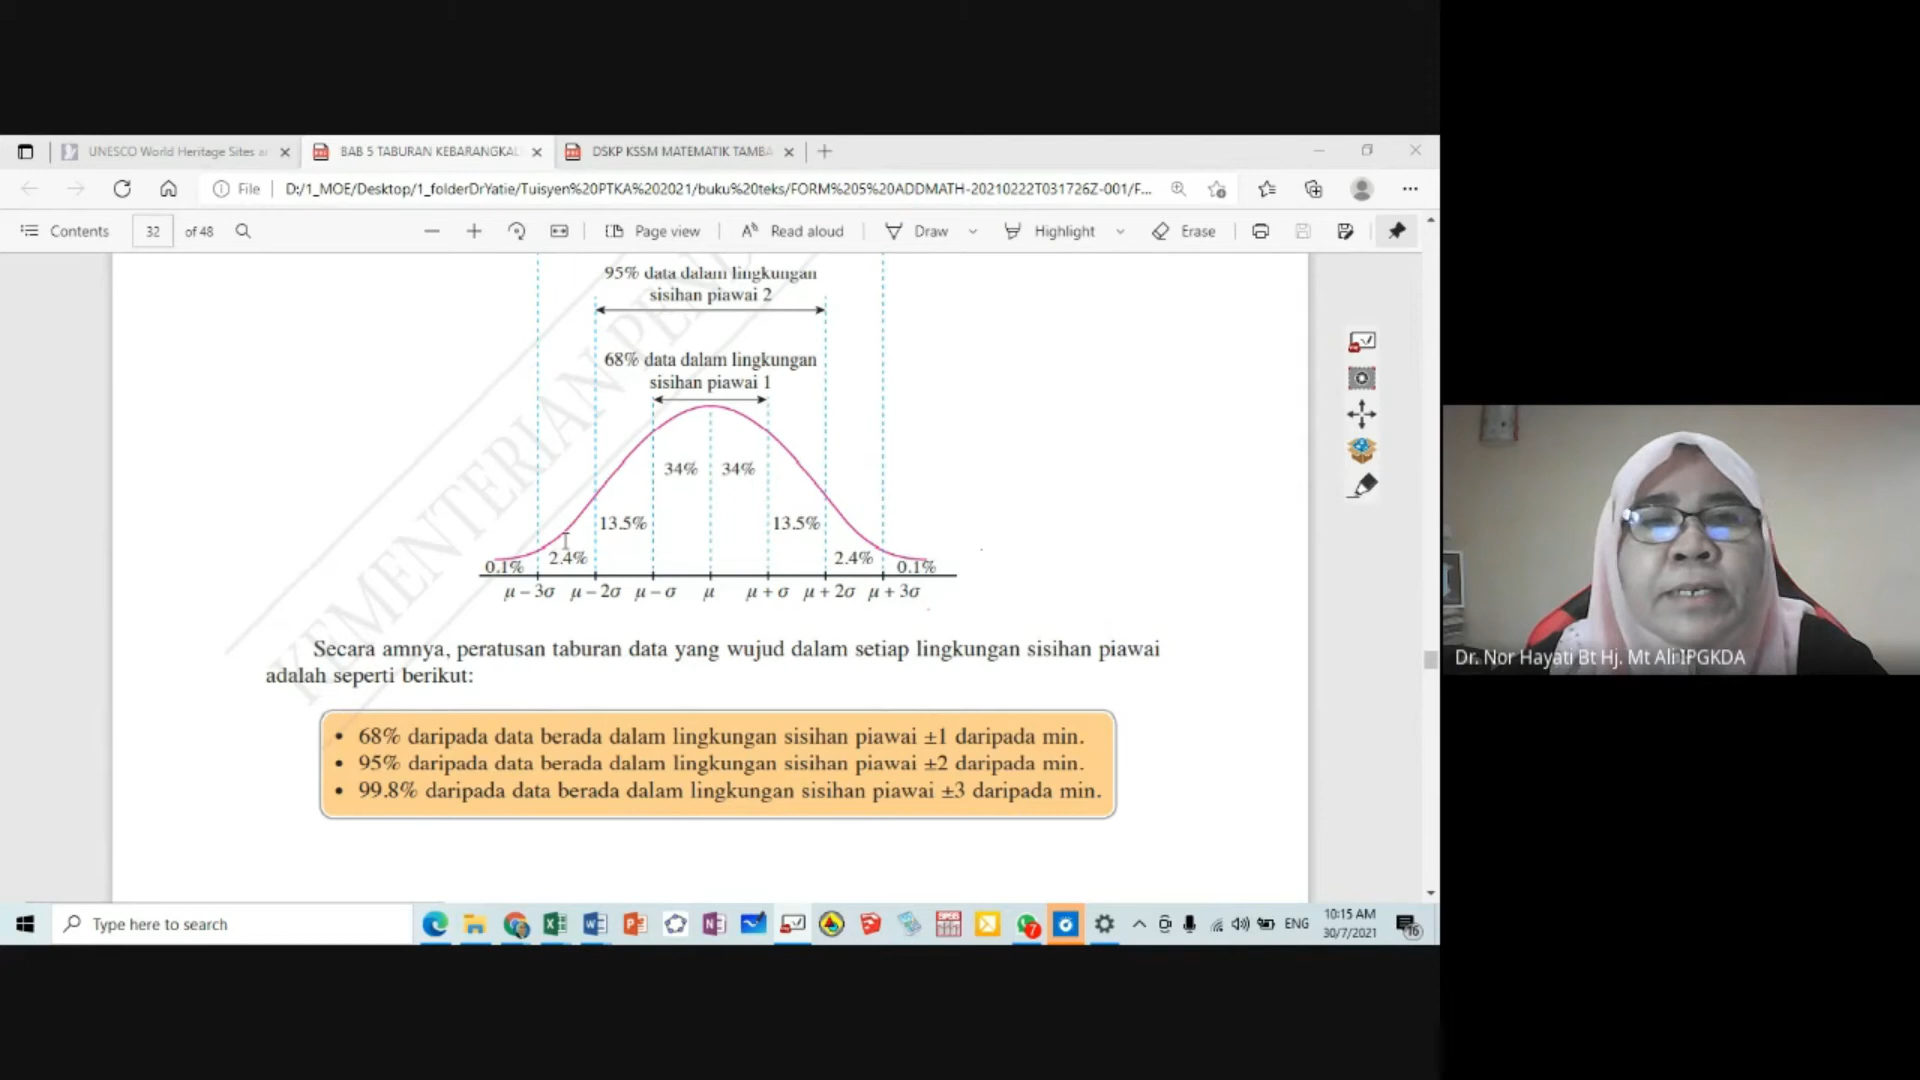 UNESCO World Heritage Sites a
BAB 5 TABURAN KEBARANGKAL
DSKP KSSM MATEMATIK TAMBA
File
D:/1_MOE/Desktop/1_folderDrYatie/Tuisyen%20PTKA%202021/buku%20teks/FORM%205%20ADDMATH-20210222T031726Z-001/F...
Contents
32
of 48
Page view
Read aloud
Draw
Highlight
Erase
95% data dalam lingkungan
sisihan piawai 2
68% data dalam lingkungan
sisihan piawai 1
34% 34%
13.5% 13.5%
0.1% 2.4% 2.4% 0.1%
μ – 3σ μ – 2σ μ – σ μ μ + σ μ + 2σ μ + 3σ
KEMENTERIAN PEND
Secara amnya, peratusan taburan data yang wujud dalam setiap lingkungan sisihan piawai
adalah seperti berikut:
• 68% daripada data berada dalam lingkungan sisihan piawai ±1 daripada min.
• 95% daripada data berada dalam lingkungan sisihan piawai ±2 daripada min.
• 99.8% daripada data berada dalam lingkungan sisihan piawai ±3 daripada min.
Dr. Nor Hayati Bt Hj. Mt Ali IPGKDA
Type here to search
7
ENG
10:15 AM
30/7/2021
16